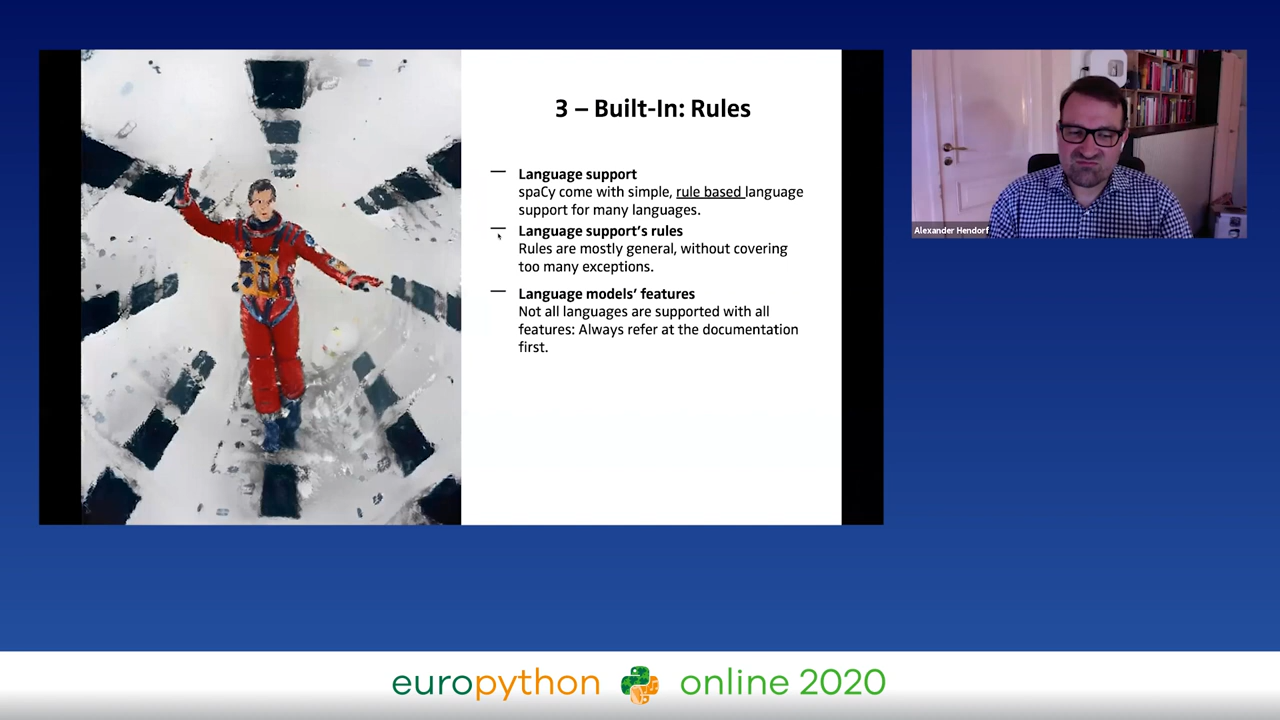 3 – Built-In: Rules
— Language support
spaCy come with simple, rule based language
support for many languages.
— Language support's rules
Rules are mostly general, without covering
too many exceptions.
— Language models' features
Not all languages are supported with all
features: Always refer at the documentation
first.
Alexander Hendorf
europython online 2020